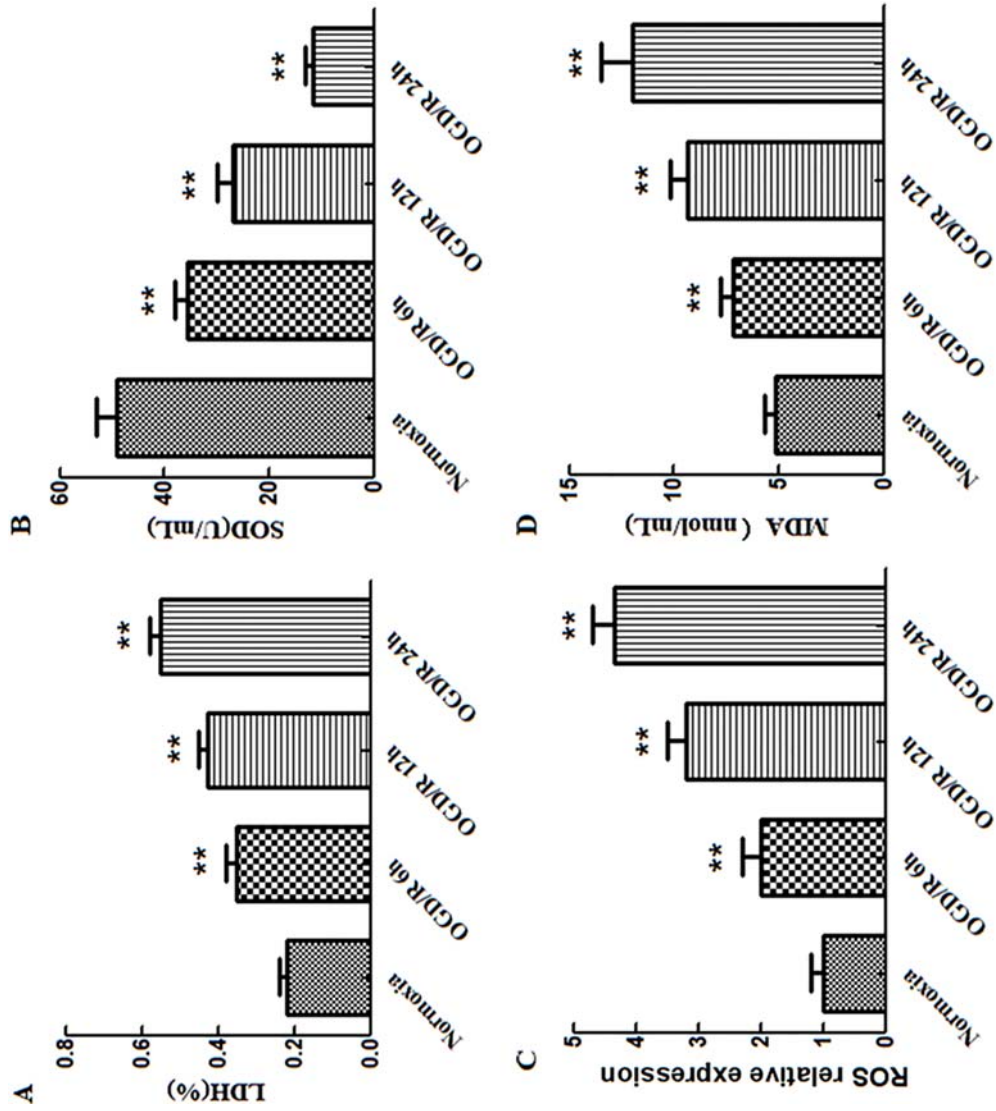 A
LDH(%)
0.8
0.6
0.4
0.2
0.0
**
**
**
Normoxia
OGD/R 6h
OGD/R 12h
OGD/R 24h
B
SOD(U/mL)
60
40
20
0
**
**
**
Normoxia
OGD/R 6h
OGD/R 12h
OGD/R 24h
C
ROS relative expression
5
4
3
2
1
0
**
**
**
Normoxia
OGD/R 6h
OGD/R 12h
OGD/R 24h
D
MDA（nmol/mL)
15
10
5
0
**
**
**
Normoxia
OGD/R 6h
OGD/R 12h
OGD/R 24h